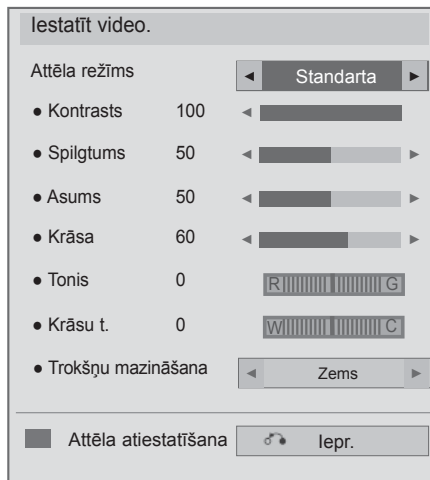 Iestatīt video.
Attēla režīms ◄ Standarta ►
● Kontrasts 100
● Spilgtums 50
● Asums 50
● Krāsa 60
● Tonis 0 R G
● Krāsu t. 0 W C
● Trokšņu mazināšana ◄ Zems ►
Attēla atiestatīšana Iepr.